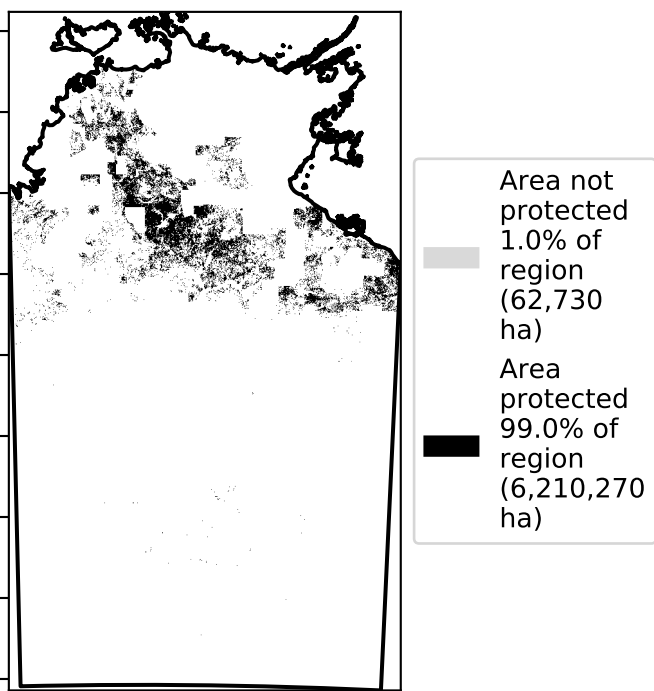 Area not
protected
1.0% of
region
(62,730
ha)
Area
protected
99.0% of
region
(6,210,270
ha)